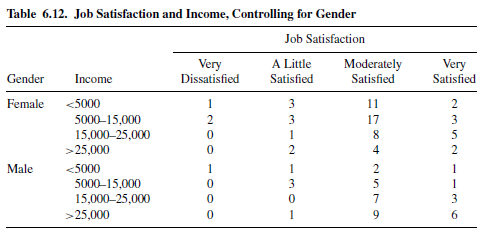 Table 6.12. Job Satisfaction and Income, Controlling for Gender
Job Satisfaction
Very A Little Moderately Very
Gender Income Dissatisfied Satisfied Satisfied Satisfied
Female <5000 1 3 11 2
5000–15,000 2 3 17 3
15,000–25,000 0 1 8 5
>25,000 0 2 4 2
Male <5000 1 1 2 1
5000–15,000 0 3 5 1
15,000–25,000 0 0 7 3
>25,000 0 1 9 6